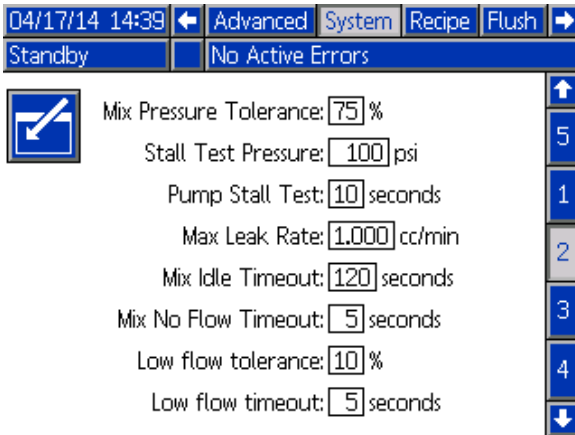 04/17/14 14:39 Advanced System Recipe Flush
Standby No Active Errors
Mix Pressure Tolerance: 75 %
5
Stall Test Pressure: 100 psi
Pump Stall Test: 10 seconds
1
Max Leak Rate: 1.000 cc/min
2
Mix Idle Timeout: 120 seconds
Mix No Flow Timeout: 5 seconds
3
Low flow tolerance: 10 %
4
Low flow timeout: 5 seconds